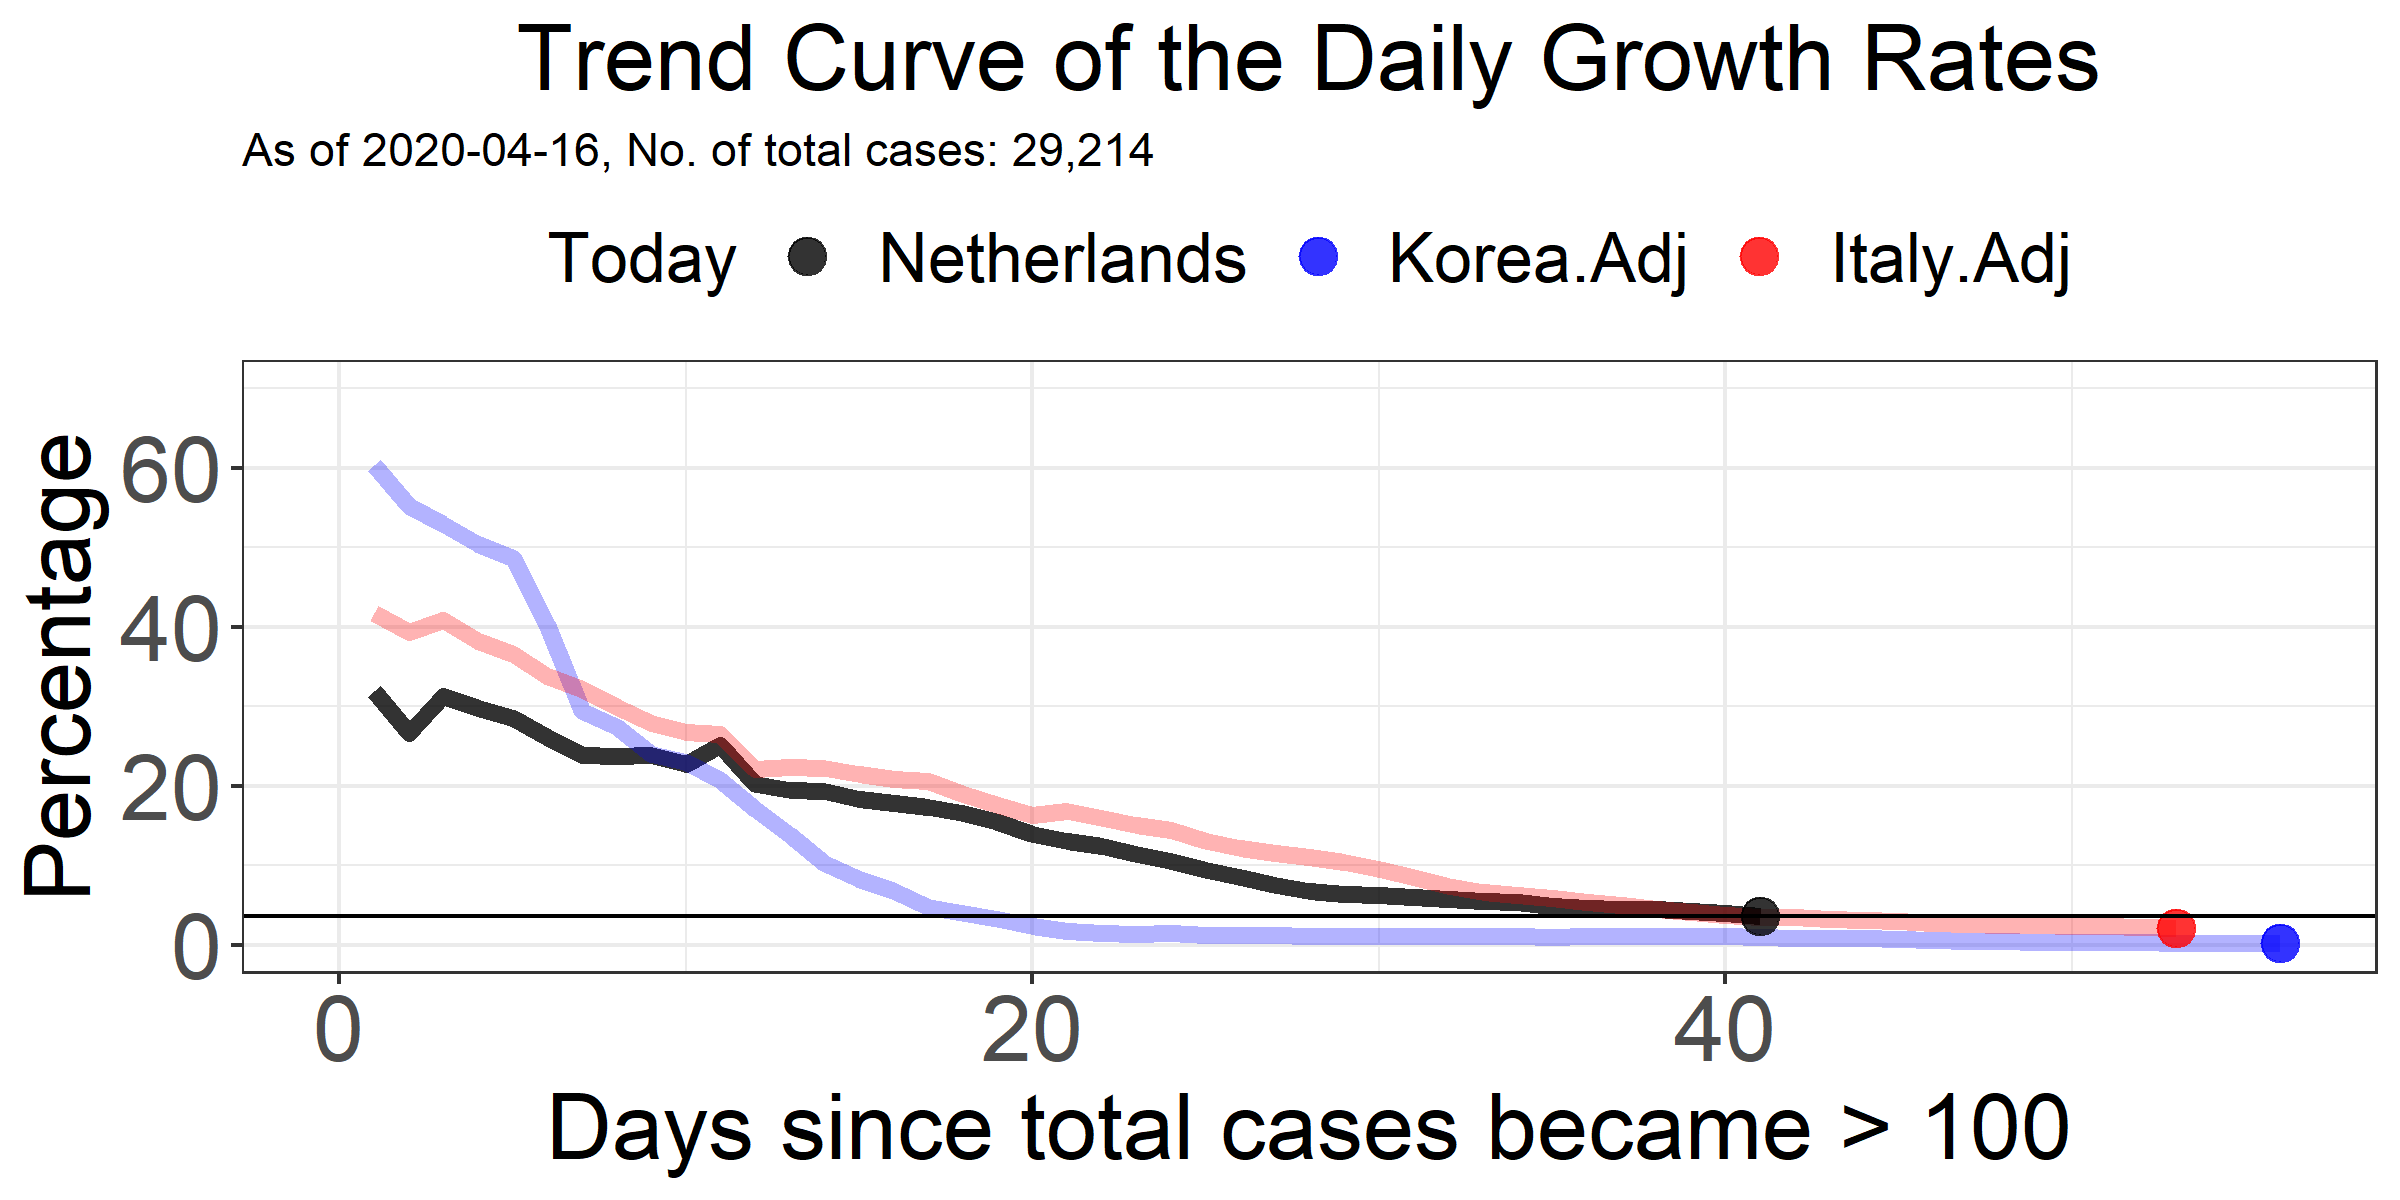 Trend Curve of the Daily Growth Rates
As of 2020-04-16, No. of total cases: 29,214
Today Netherlands Korea.Adj Italy.Adj
Percentage
60
40
20
0
0 20 40
Days since total cases became > 100